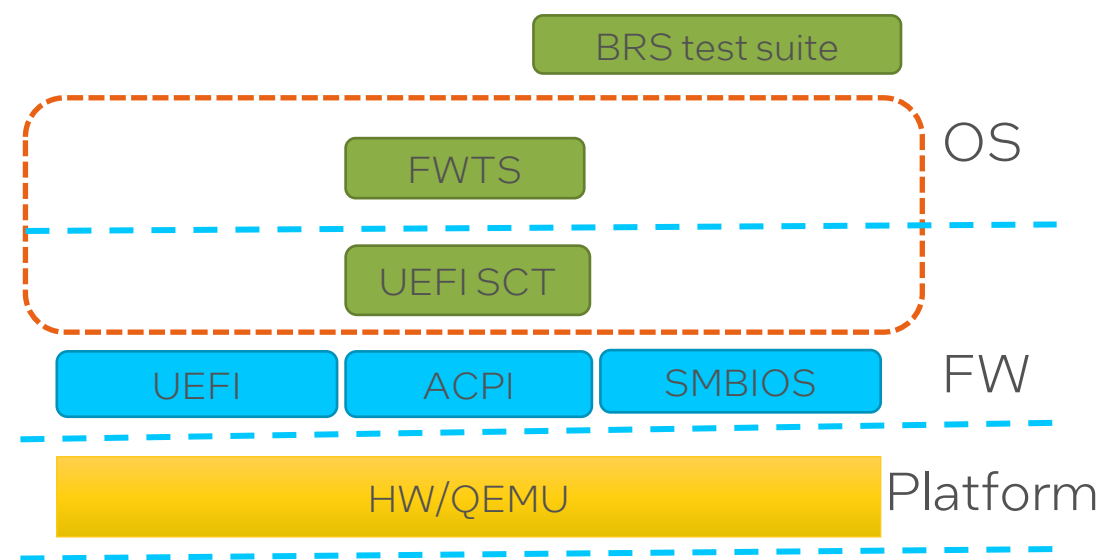 BRS test suite
OS
FWTS
UEFI SCT
UEFI
ACPI
SMBIOS
FW
HW/QEMU
Platform